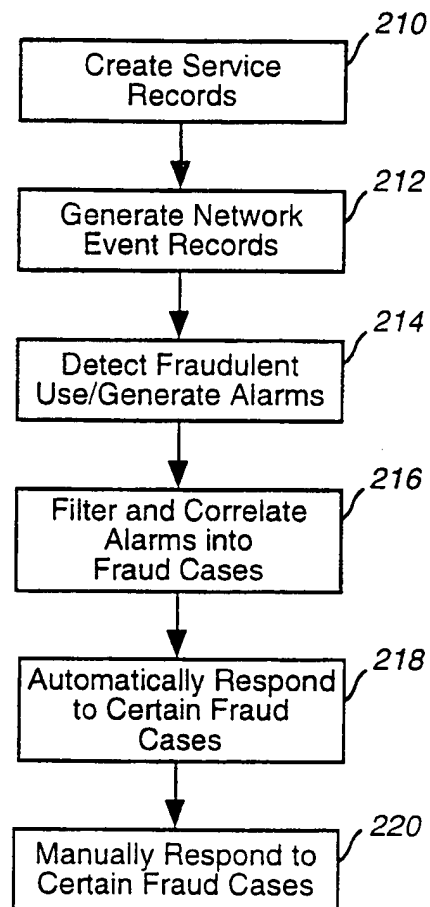 210
Create Service
Records
212
Generate Network
Event Records
214
Detect Fraudulent
Use/Generate Alarms
216
Filter and Correlate
Alarms into
Fraud Cases
218
Automatically Respond
to Certain Fraud
Cases
220
Manually Respond to
Certain Fraud Cases